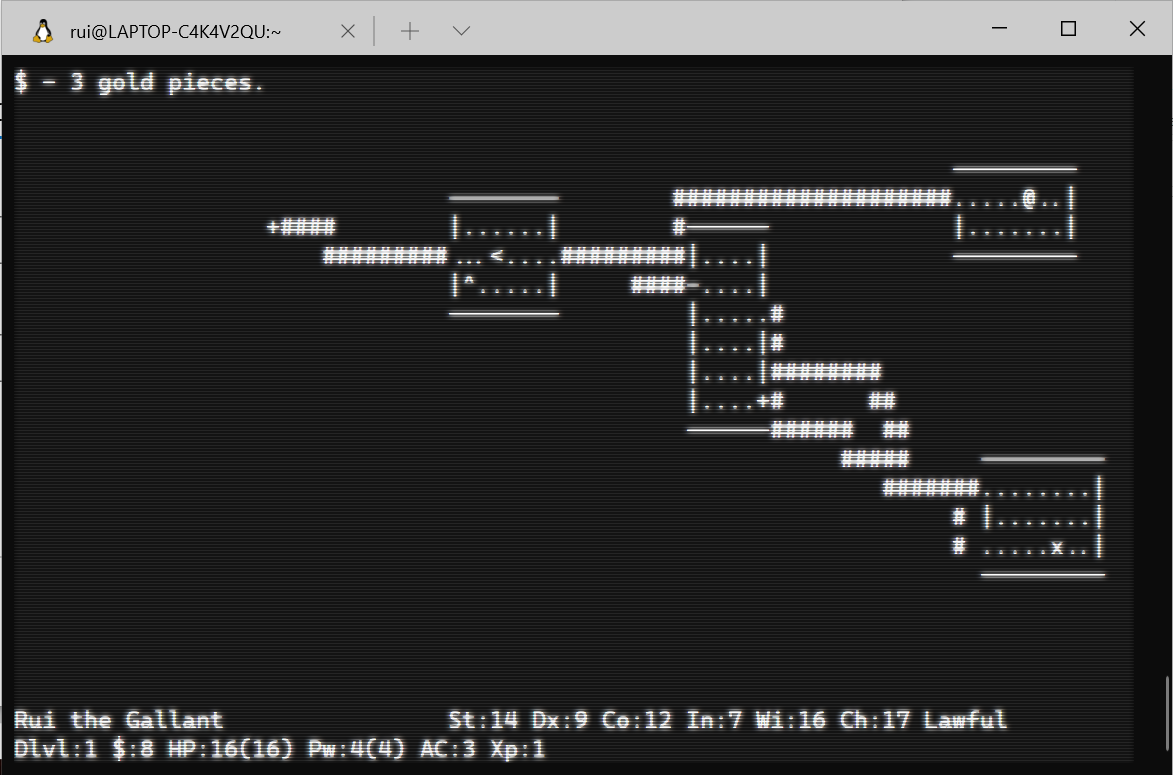 rui@LAPTOP-C4K4V2QU:~
$ - 3 gold pieces.
####################.....@..|
+#### |......| #------ |.......|
######### ... <....#########|....|
|^.....| ####-....|
|.....#
|....|#
|....|########
|....+# ##
------###### ##
#####
#######........|
# |.......|
# .....x..|
Rui the Gallant St:14 Dx:9 Co:12 In:7 Wi:16 Ch:17 Lawful
Dlvl:1 $:8 HP:16(16) Pw:4(4) AC:3 Xp:1